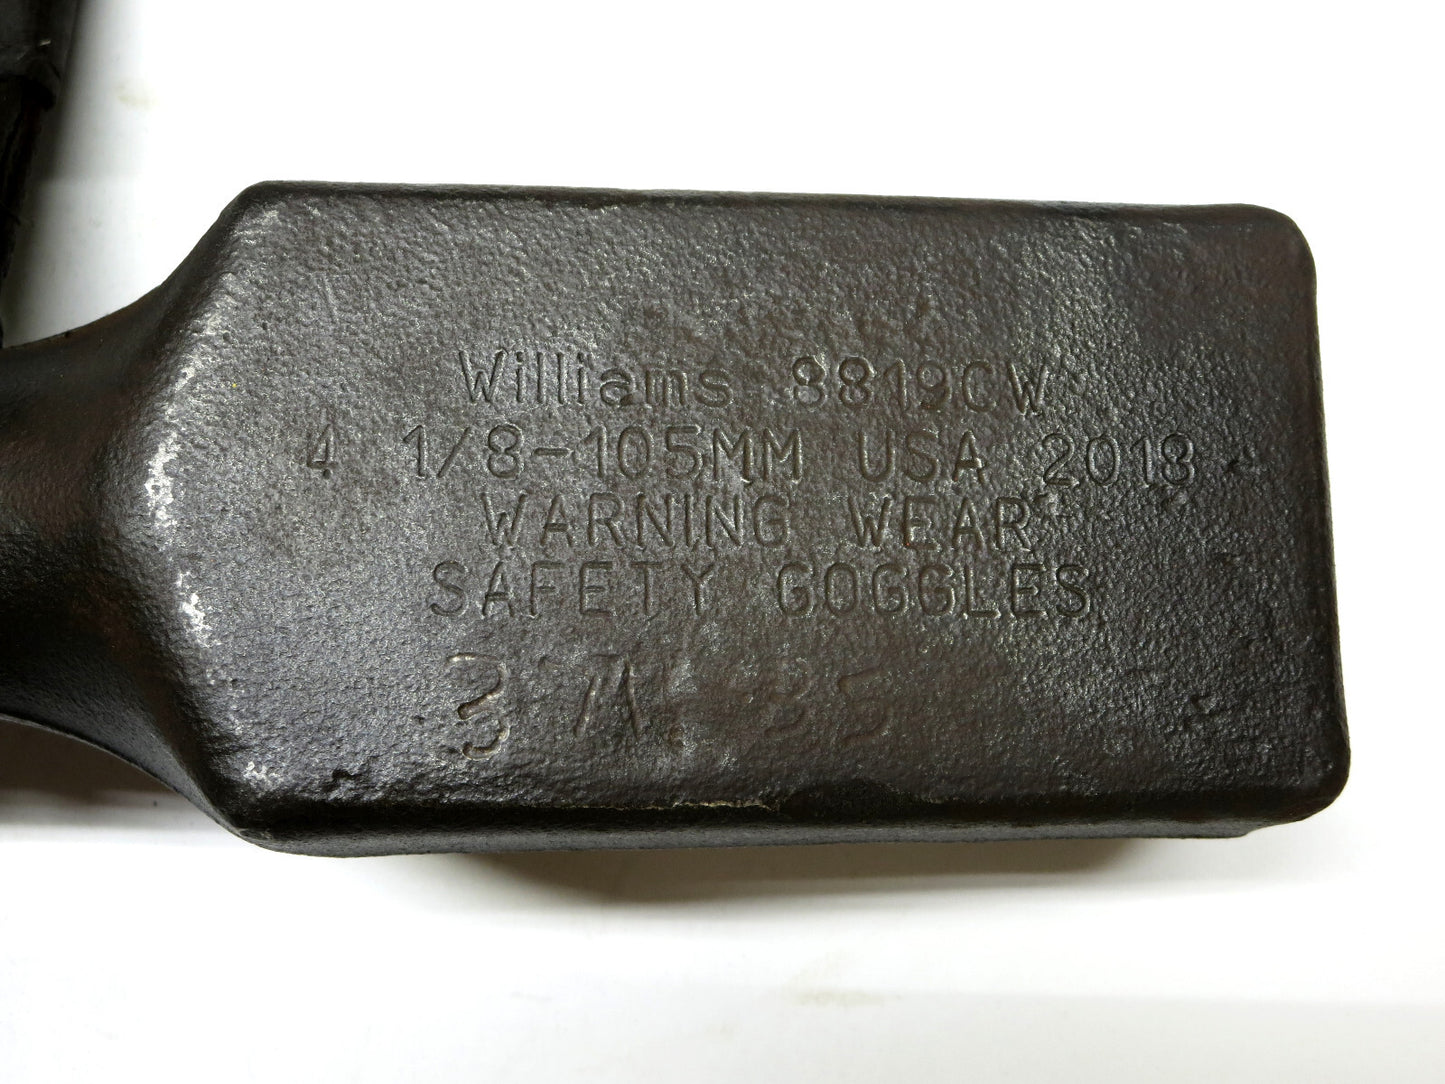 Williams 8819CW
4 1/8-105MM USA 2018
WARNING WEAR
SAFETY GOGGLES